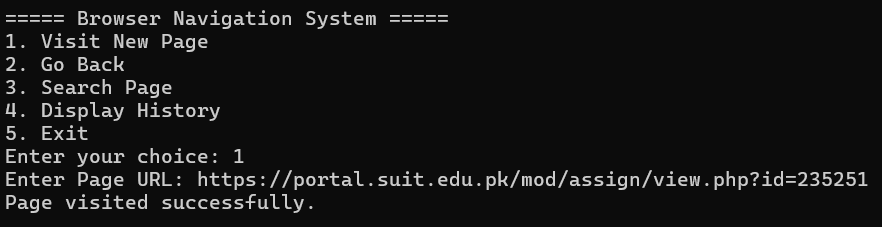 ===== Browser Navigation System =====
1. Visit New Page
2. Go Back
3. Search Page
4. Display History
5. Exit
Enter your choice: 1
Enter Page URL: https://portal.suit.edu.pk/mod/assign/view.php?id=235251
Page visited successfully.